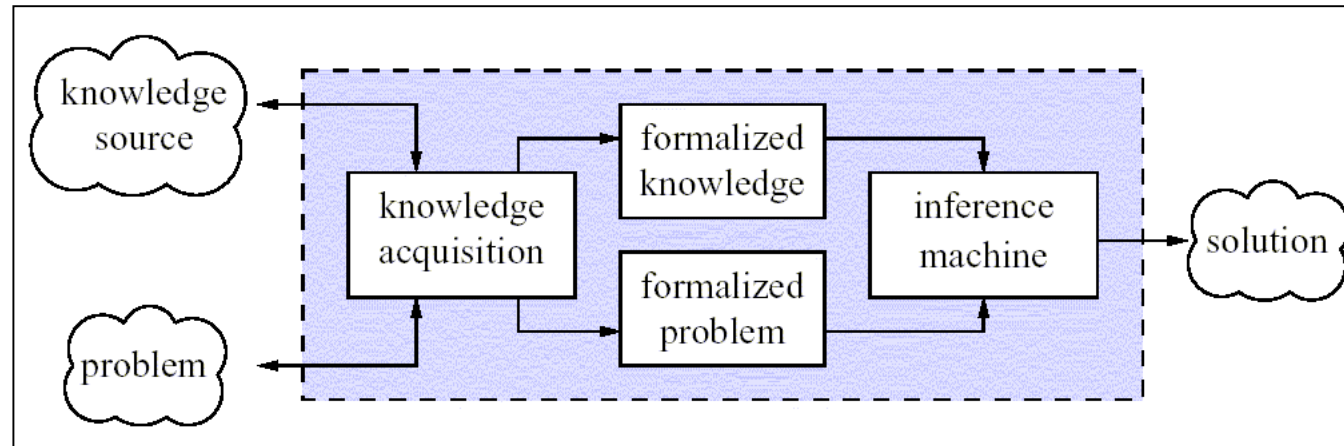 knowledge
source
problem
knowledge
acquisition
formalized
knowledge
formalized
problem
inference
machine
solution